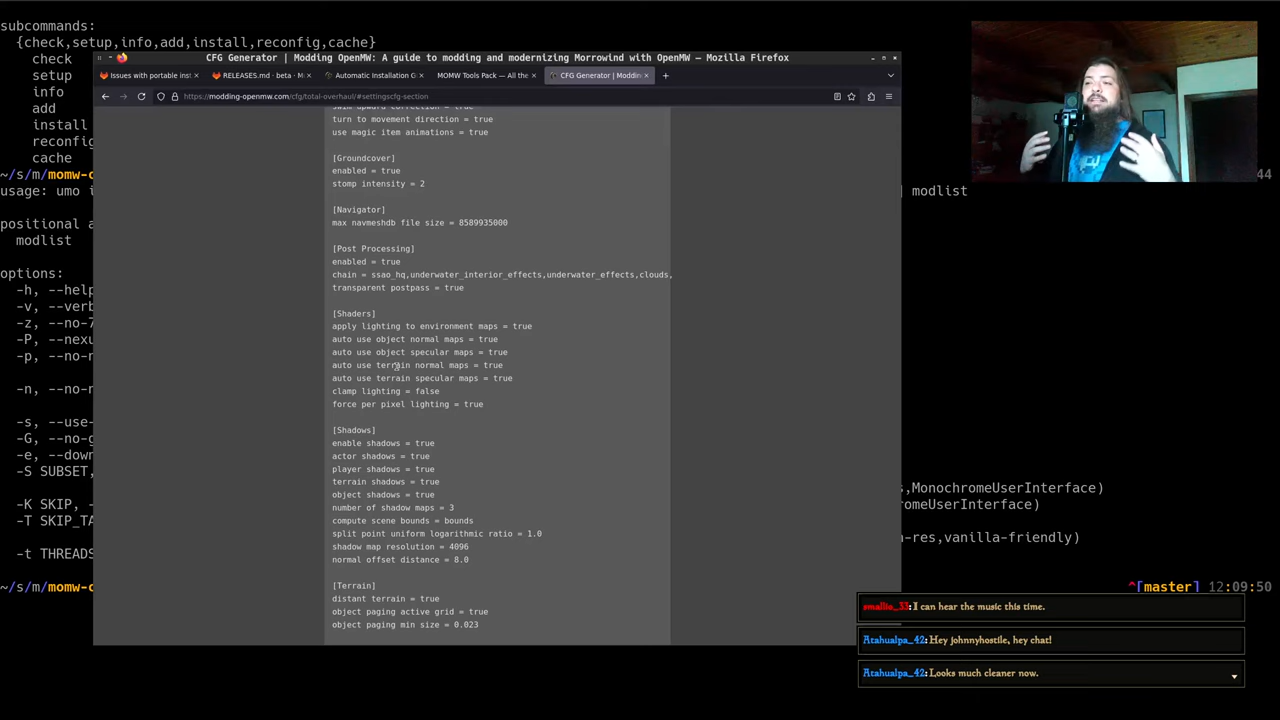 subcommands:
{check,setup,info,add,install,reconfig,cache}
check
setup
info
add
install
reconfig
cache
~/s/m/momw-c
44
usage: umo i
| modlist
positional a
modlist
options:
-h, --help
-v, --verb
-z, --no-7
-P, --nexu
-p, --no-n
-n, --no-r
-s, --use-
-G, --no-g
-e, --down
-S SUBSET,
s,MonochromeUserInterface)
-K SKIP,
romeUserInterface)
-T SKIP_TA
n-res,vanilla-friendly)
-t THREADS
~/s/m/momw-c
^[master] 12:09:50
CFG Generator | Modding OpenMW: A guide to modding and modernizing Morrowind with OpenMW — Mozilla Firefox
Issues with portable inst
RELEASES.md · beta · M
Automatic Installation G
MOMW Tools Pack — All the
CFG Generator | Moddin
https://modding-openmw.com/cfg/total-overhaul/#settingscfg-section
swim upward correction = true
turn to movement direction = true
use magic item animations = true
[Groundcover]
enabled = true
stomp intensity = 2
[Navigator]
max navmeshdb file size = 8589935000
[Post Processing]
enabled = true
chain = ssao_hq,underwater_interior_effects,underwater_effects,clouds,
transparent postpass = true
[Shaders]
apply lighting to environment maps = true
auto use object normal maps = true
auto use object specular maps = true
auto use terrain normal maps = true
auto use terrain specular maps = true
clamp lighting = false
force per pixel lighting = true
[Shadows]
enable shadows = true
actor shadows = true
player shadows = true
terrain shadows = true
object shadows = true
number of shadow maps = 3
compute scene bounds = bounds
split point uniform logarithmic ratio = 1.0
shadow map resolution = 4096
normal offset distance = 8.0
[Terrain]
distant terrain = true
object paging active grid = true
object paging min size = 0.023
smallio_33: I can hear the music this time.
Atahualpa_42: Hey johnnyhostile, hey chat!
Atahualpa_42: Looks much cleaner now.